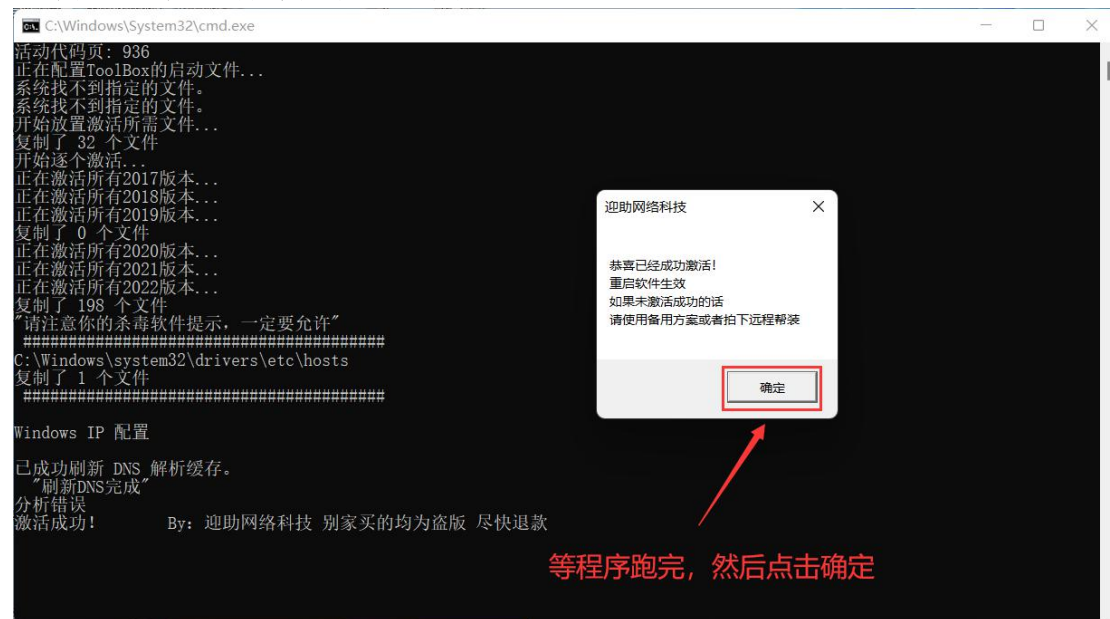 C:\Windows\System32\cmd.exe
活动代码页: 936
正在配置ToolBox的启动文件...
系统找不到指定的文件。
系统找不到指定的文件。
开始放置激活所需文件...
复制了 32 个文件
开始逐个激活...
正在激活所有2017版本...
正在激活所有2018版本...
正在激活所有2019版本...
复制了 0 个文件
正在激活所有2020版本...
正在激活所有2021版本...
正在激活所有2022版本...
复制了 198 个文件
"请注意你的杀毒软件提示，一定要允许"
########################################
C:\Windows\system32\drivers\etc\hosts
复制了 1 个文件
########################################
Windows IP 配置
已成功刷新 DNS 解析缓存。
"刷新DNS完成"
分析错误
激活成功! By: 迎助网络科技 别家买的均为盗版 尽快退款
迎助网络科技
恭喜已经成功激活!
重启软件生效
如果未激活成功的话
请使用备用方案或者拍下远程帮装
确定
等程序跑完，然后点击确定